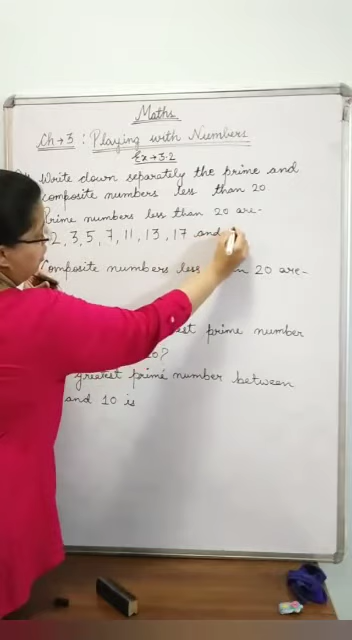 Maths
Ch → 3 : Playing with Numbers
Ex → 3.2
Write down separately the prime and
composite numbers less than 20
Prime numbers less than 20 are-
2, 3, 5, 7, 11, 13, 17 and
Composite numbers less 20 are-
prime number
greatest prime number between
and 10 is